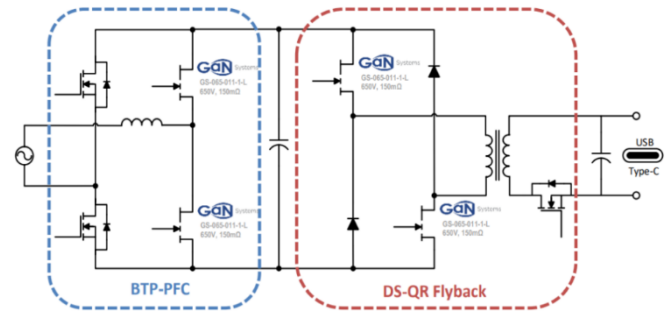 GaN Systems
GS-065-011-1-L
650V, 150mΩ
GaN Systems
GS-065-011-1-L
650V, 150mΩ
GaN Systems
GS-065-011-1-L
650V, 150mΩ
GaN Systems
GS-065-011-1-L
650V, 150mΩ
USB
Type-C
BTP-PFC
DS-QR Flyback